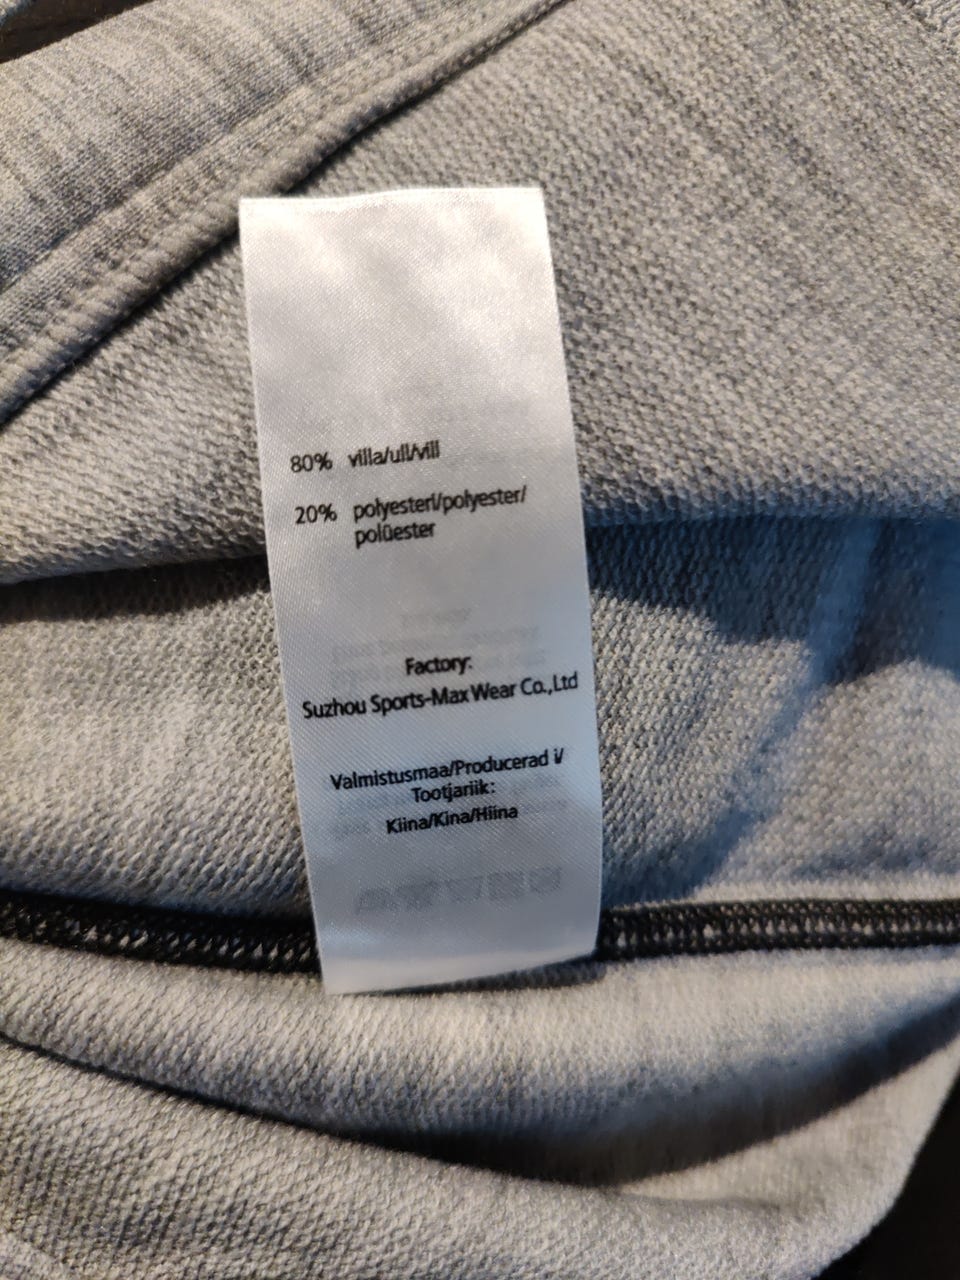 80% villa/ull/vill
20% polyesteri/polyester/
polüester
Factory:
Suzhou Sports-Max Wear Co.,Ltd
Valmistusmaa/Producerad i/
Tootjariik:
Kiina/Kina/Hiina